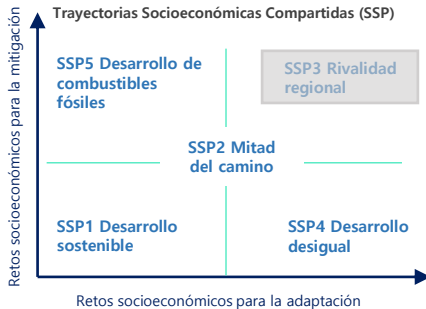 Trayectorias Socioeconómicas Compartidas (SSP)
Retos socioeconómicos para la mitigación
SSP5 Desarrollo de
combustibles
fósiles
SSP3 Rivalidad
regional
SSP2 Mitad
del camino
SSP1 Desarrollo
sostenible
SSP4 Desarrollo
desigual
Retos socioeconómicos para la adaptación